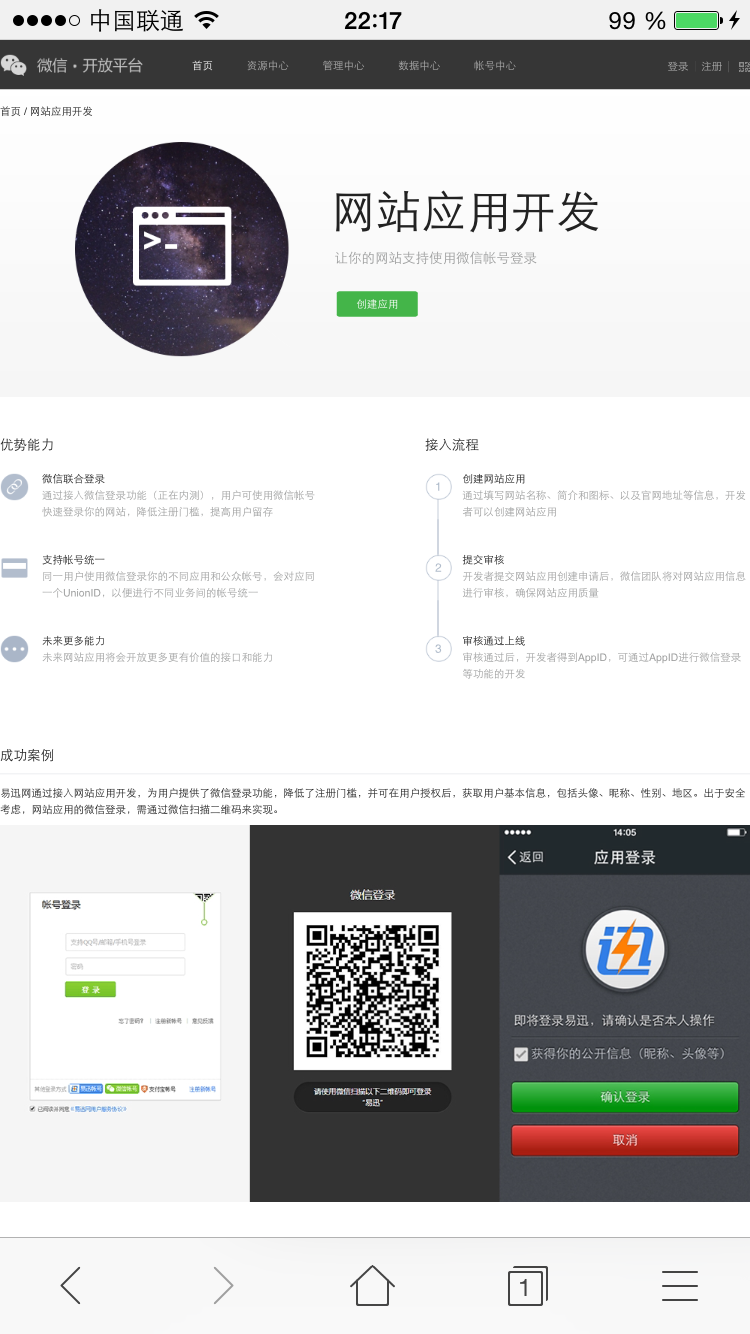 中国联通
22:17
99 %
微信·开放平台
首页
资源中心
管理中心
数据中心
帐号中心
登录
注册
首页 / 网站应用开发
>_
网站应用开发
让你的网站支持使用微信帐号登录
创建应用
优势能力
微信联合登录
通过接入微信登录功能（正在内测），用户可使用微信帐号
快速登录你的网站，降低注册门槛，提高用户留存
支持帐号统一
同一用户使用微信登录你的不同应用和公众帐号，会对应同
一个UnionID，以便进行不同业务间的帐号统一
未来更多能力
未来网站应用将会开放更多更有价值的接口和能力
接入流程
1
创建网站应用
通过填写网站名称、简介和图标、以及官网地址等信息，开发
者可以创建网站应用
2
提交审核
开发者提交网站应用创建申请后，微信团队将对网站应用信息
进行审核，确保网站应用质量
3
审核通过上线
审核通过后，开发者得到AppID，可通过AppID进行微信登录
等功能的开发
成功案例
易迅网通过接入网站应用开发，为用户提供了微信登录功能，降低了注册门槛，并可在用户授权后，获取用户基本信息，包括头像、昵称、性别、地区。出于安全
考虑，网站应用的微信登录，需通过微信扫描二维码来实现。
帐号登录
支持QQ号/邮箱/手机号登录
密码
登 录
忘了密码? | 注册新帐号 | 意见反馈
其他登录方式
易迅帐号
微信帐号
支付宝帐号
注册新帐号
已阅读并同意《易迅网用户服务协议》
微信登录
请使用微信扫描以下二维码即可登录
“易迅”
14:05
返回
应用登录
迅
即将登录易迅，请确认是否本人操作
获得你的公开信息（昵称、头像等）
确认登录
取消
1